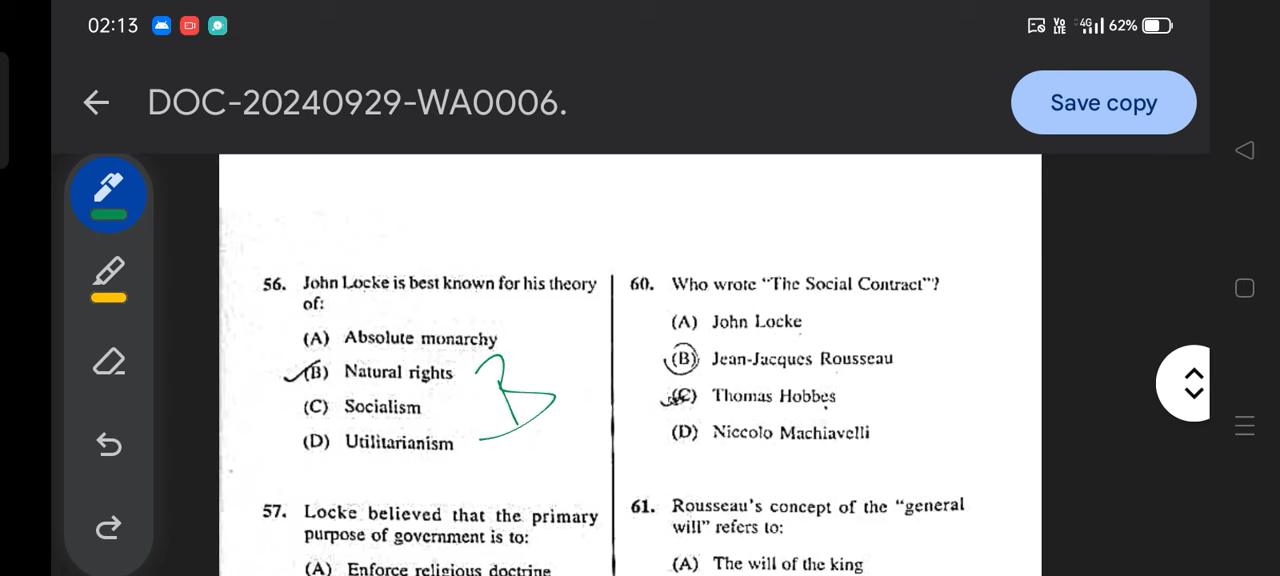 02:13
Vo LTE 4G 62%
DOC-20240929-WA0006.
Save copy
56. John Locke is best known for his theory
of:
(A) Absolute monarchy
(B) Natural rights
(C) Socialism
(D) Utilitarianism
B
57. Locke believed that the primary
purpose of government is to:
(A) Enforce religious doctrine
60. Who wrote “The Social Contract”?
(A) John Locke
(B) Jean-Jacques Rousseau
(C) Thomas Hobbes
(D) Niccolo Machiavelli
61. Rousseau’s concept of the “general
will” refers to:
(A) The will of the king